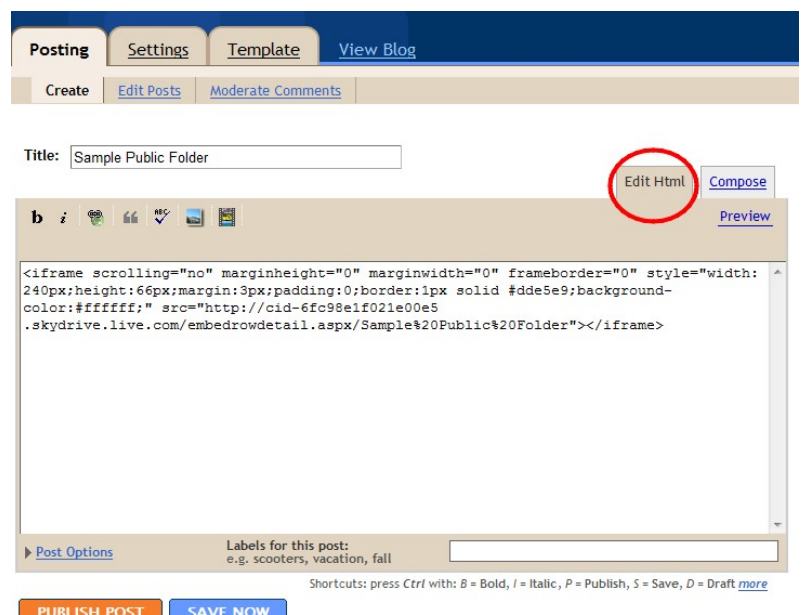 Posting Settings Template View Blog
Create Edit Posts Moderate Comments
Title: Sample Public Folder
Edit Html Compose
b i ABC Preview
<iframe scrolling="no" marginheight="0" marginwidth="0" frameborder="0" style="width:
240px;height:66px;margin:3px;padding:0;border:1px solid #dde5e9;background-
color:#ffffff;" src="http://cid-6fc98e1f021e00e5
.skydrive.live.com/embedrowdetail.aspx/Sample%20Public%20Folder"></iframe>
Post Options Labels for this post:
e.g. scooters, vacation, fall
Shortcuts: press Ctrl with: B = Bold, I = Italic, P = Publish, S = Save, D = Draft more
PUBLISH POST SAVE NOW